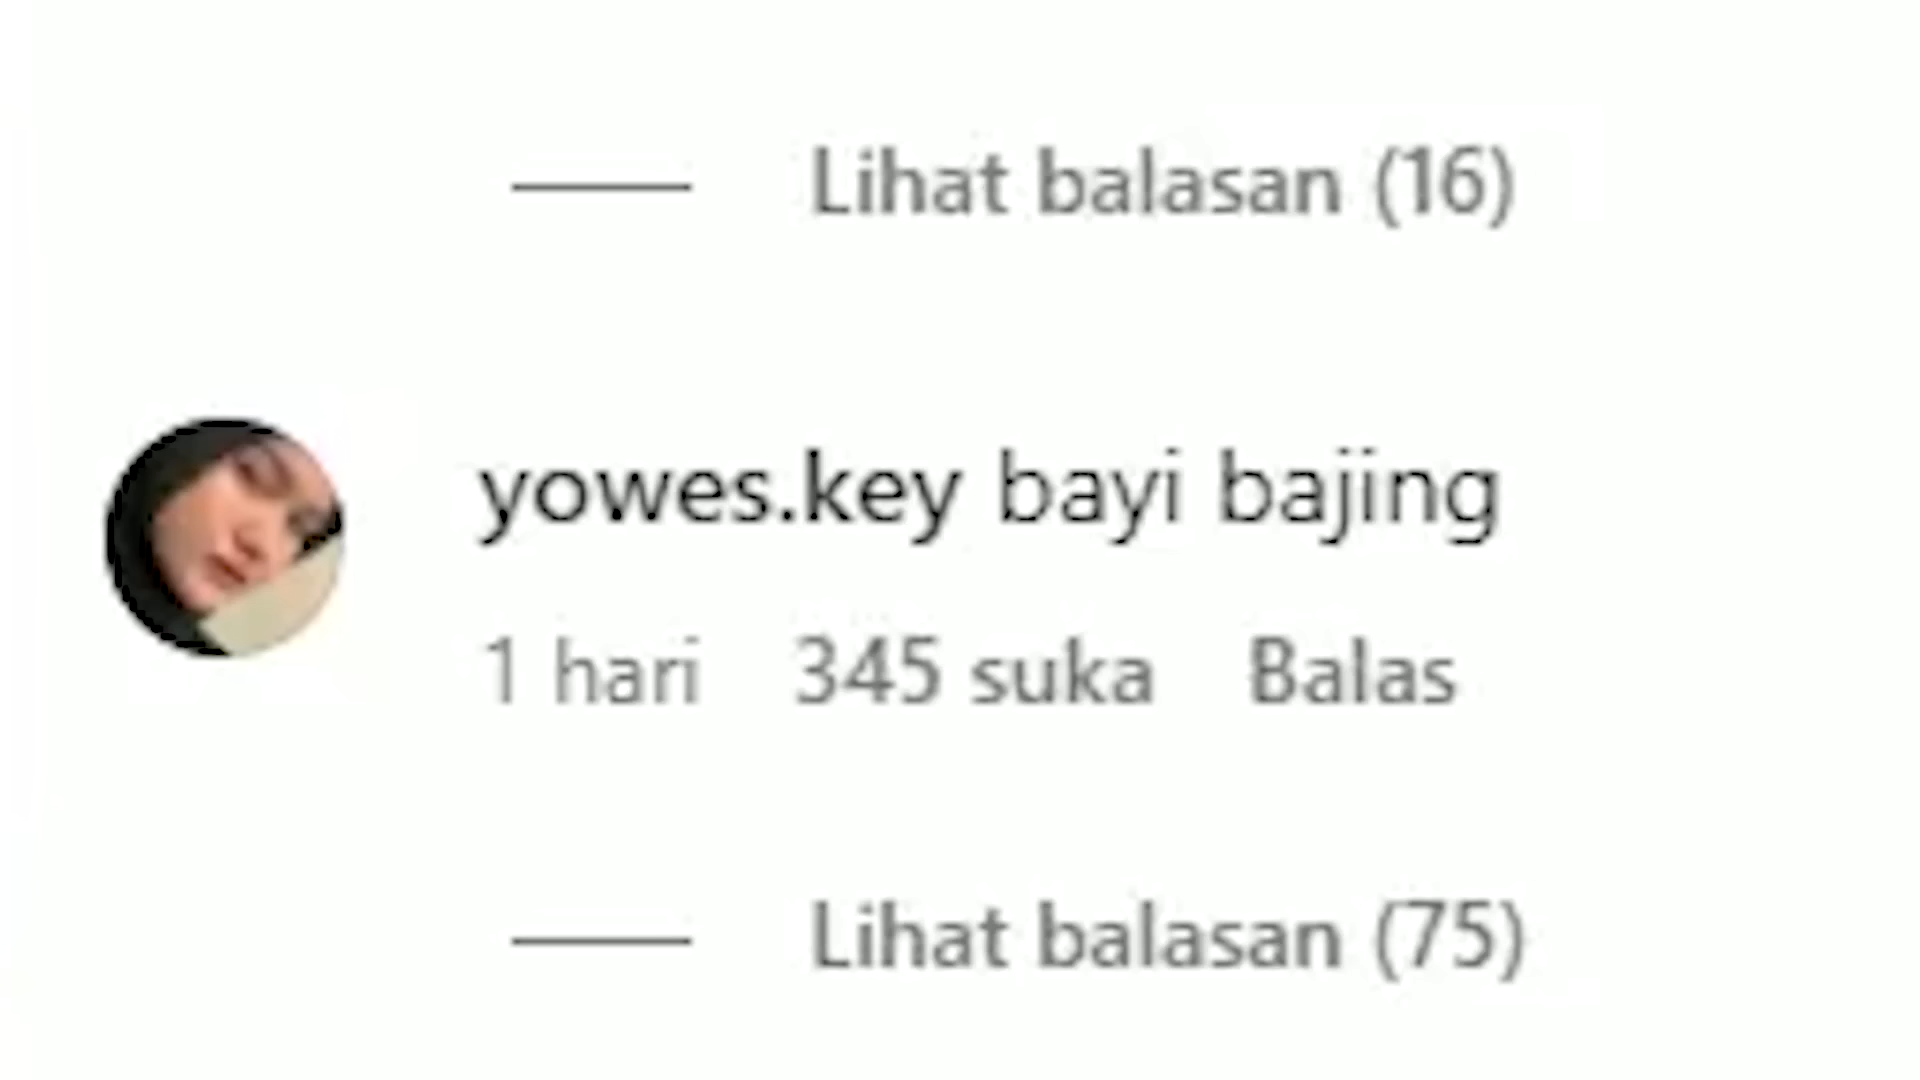 Lihat balasan (16)
yowes.key bayi bajing
1 hari 345 suka Balas
Lihat balasan (75)